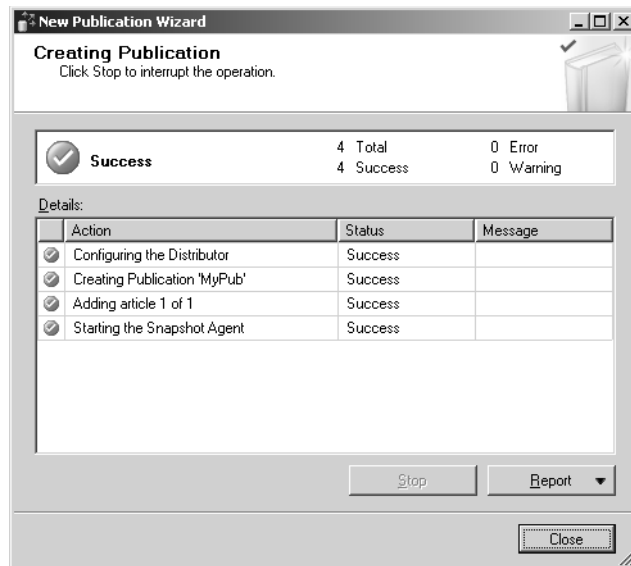 New Publication Wizard
Creating Publication
Click Stop to interrupt the operation.
Success
4 Total 0 Error
4 Success 0 Warning
Details:
Action Status Message
Configuring the Distributor Success
Creating Publication 'MyPub' Success
Adding article 1 of 1 Success
Starting the Snapshot Agent Success
Stop Report
Close